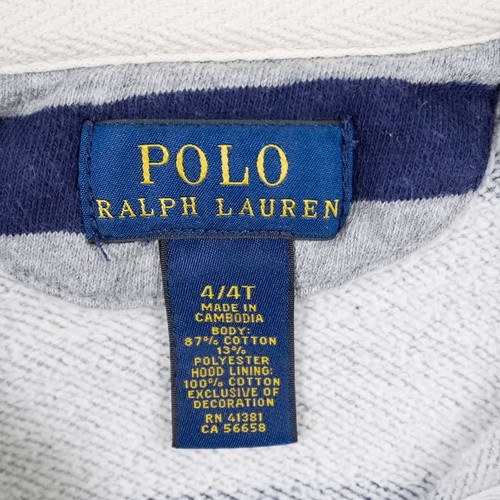 POLO
RALPH LAUREN
4/4T
MADE IN
CAMBODIA
BODY:
87% COTTON
13%
POLYESTER
HOOD LINING:
100% COTTON
EXCLUSIVE OF
DECORATION
RN 41381
CA 56658